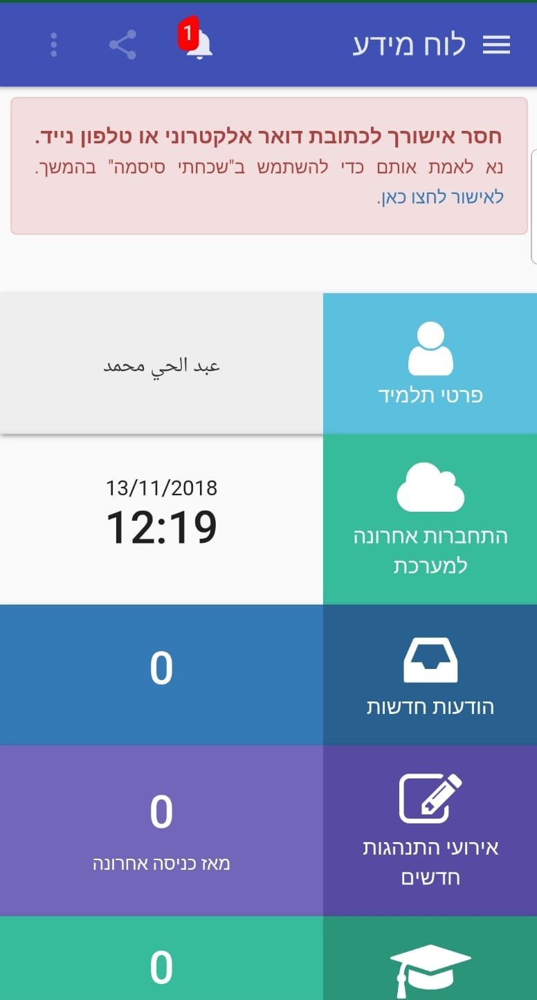 לוח מידע
1
חסר אישורך לכתובת דואר אלקטרוני או טלפון נייד.
נא לאמת אותם כדי להשתמש ב"שכחתי סיסמה" בהמשך.
לאישור לחצו כאן.
פרטי תלמיד
عبد الحي محمد
התחברות אחרונה
למערכת
13/11/2018
12:19
הודעות חדשות
0
אירועי התנהגות
חדשים
0
מאז כניסה אחרונה
0